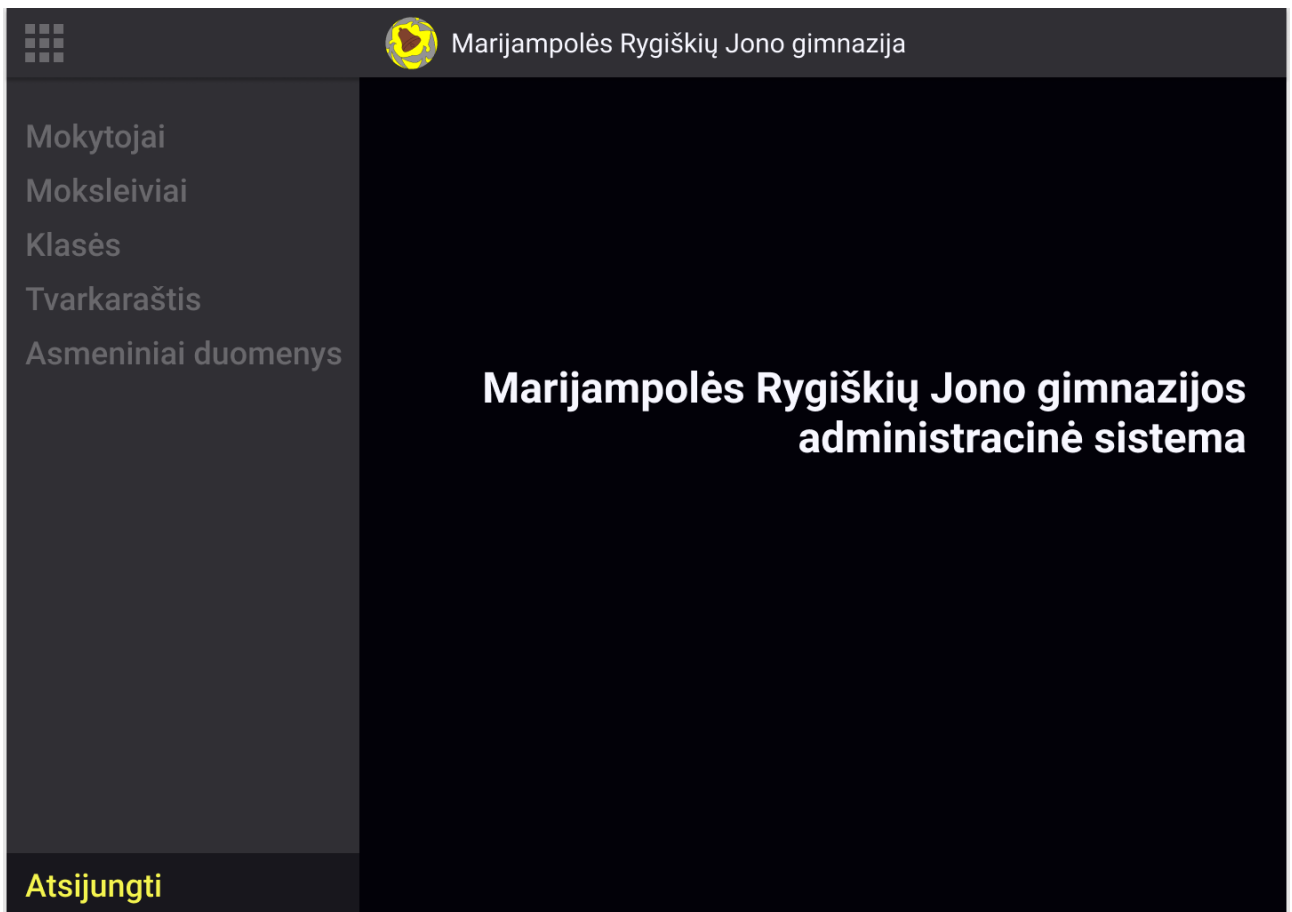 Marijampolės Rygiškių Jono gimnazija
Mokytojai
Moksleiviai
Klasės
Tvarkaraštis
Asmeniniai duomenys
Marijampolės Rygiškių Jono gimnazijos
administracinė sistema
Atsijungti